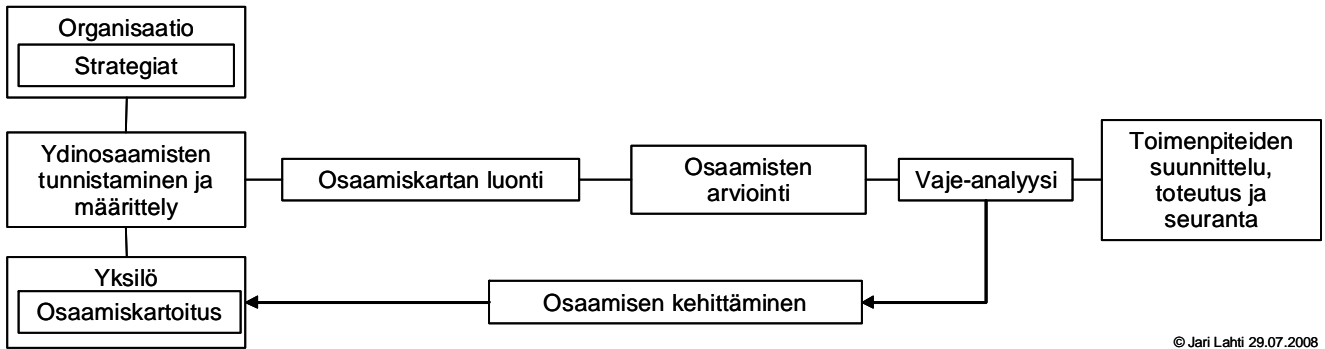 Organisaatio
Strategiat
Ydinosaamisten
tunnistaminen ja
määrittely
Osaamiskartan luonti
Osaamisten
arviointi
Vaje-analyysi
Toimenpiteiden
suunnittelu,
toteutus ja
seuranta
Yksilö
Osaamiskartoitus
Osaamisen kehittäminen
© Jari Lahti 29.07.2008